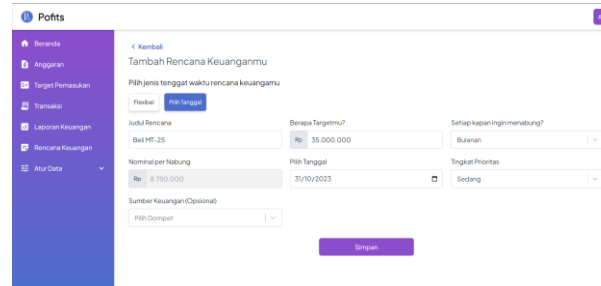 Pofits
Beranda
Anggaran
Target Pemasukan
Transaksi
Laporan Keuangan
Rencana Keuangan
Atur Data
< Kembali
Tambah Rencana Keuanganmu
Pilih jenis tenggat waktu rencana keuangamu
Flexibel Pilih Tanggal
Judul Rencana Berapa Targetmu? Setiap kapan ingin menabung?
Beli MT-25 Rp 35.000.000 Bulanan
Nominal per Nabung Pilih Tanggal Tingkat Prioritas
Rp 8.750.000 31/10/2023 Sedang
Sumber Keuangan (Opsional)
Pilih Dompet
Simpan